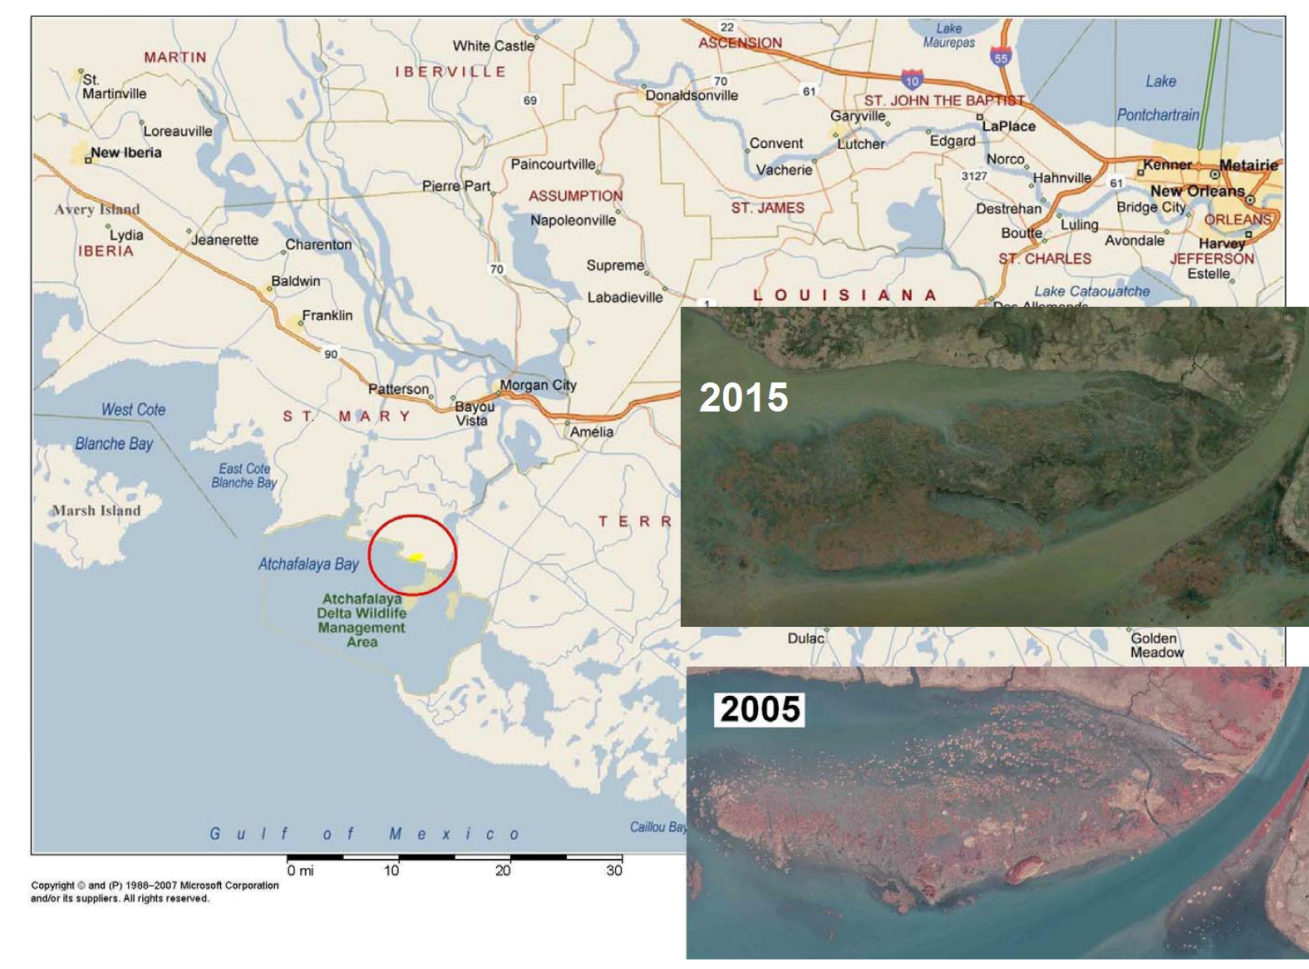 22
Lake
Maurepas
ASCENSION
White Castle
MARTIN
IBERVILLE
55
10
70
61
69
Lake
Pontchartrain
St.
Martinville
Donaldsonville
ST. JOHN THE BAPTIST
Garyville
LaPlace
Loreauville
Lutcher
Edgard
Convent
New Iberia
Vacherie
Norco
Kenner
Metairie
Paincourtville
3127
Hahnville
61
Pierre Part
New Orleans
ASSUMPTION
ST. JAMES
Destrehan
Bridge City
Avery Island
Napoleonville
Luling
ORLEANS
Lydia
Jeanerette
Charenton
Boutte
Avondale
Harvey
IBERIA
ST. CHARLES
JEFFERSON
Supreme
70
Estelle
Baldwin
Labadieville
LOUISIANA
Lake Cataouatche
1
Des Allemands
Franklin
90
Patterson
Morgan City
2015
West Cote
Blanche Bay
ST. MARY
Bayou
Vista
Amelia
East Cote
Blanche Bay
Marsh Island
TERR
Atchafalaya Bay
Atchafalaya
Delta Wildlife
Management
Area
Dulac
Golden
Meadow
2005
Gulf of Mexico
Caillou Bay
0 mi 10 20 30
Copyright © and (P) 1988–2007 Microsoft Corporation
and/or its suppliers. All rights reserved.